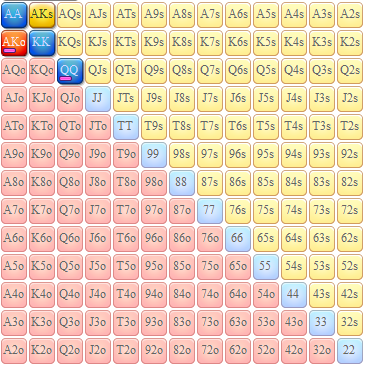 AA AKs AQs AJs ATs A9s A8s A7s A6s A5s A4s A3s A2s
AKo KK KQs KJs KTs K9s K8s K7s K6s K5s K4s K3s K2s
AQo KQo QQ QJs QTs Q9s Q8s Q7s Q6s Q5s Q4s Q3s Q2s
AJo KJo QJo JJ JTs J9s J8s J7s J6s J5s J4s J3s J2s
ATo KTo QTo JTo TT T9s T8s T7s T6s T5s T4s T3s T2s
A9o K9o Q9o J9o T9o 99 98s 97s 96s 95s 94s 93s 92s
A8o K8o Q8o J8o T8o 98o 88 87s 86s 85s 84s 83s 82s
A7o K7o Q7o J7o T7o 97o 87o 77 76s 75s 74s 73s 72s
A6o K6o Q6o J6o T6o 96o 86o 76o 66 65s 64s 63s 62s
A5o K5o Q5o J5o T5o 95o 85o 75o 65o 55 54s 53s 52s
A4o K4o Q4o J4o T4o 94o 84o 74o 64o 54o 44 43s 42s
A3o K3o Q3o J3o T3o 93o 83o 73o 63o 53o 43o 33 32s
A2o K2o Q2o J2o T2o 92o 82o 72o 62o 52o 42o 32o 22